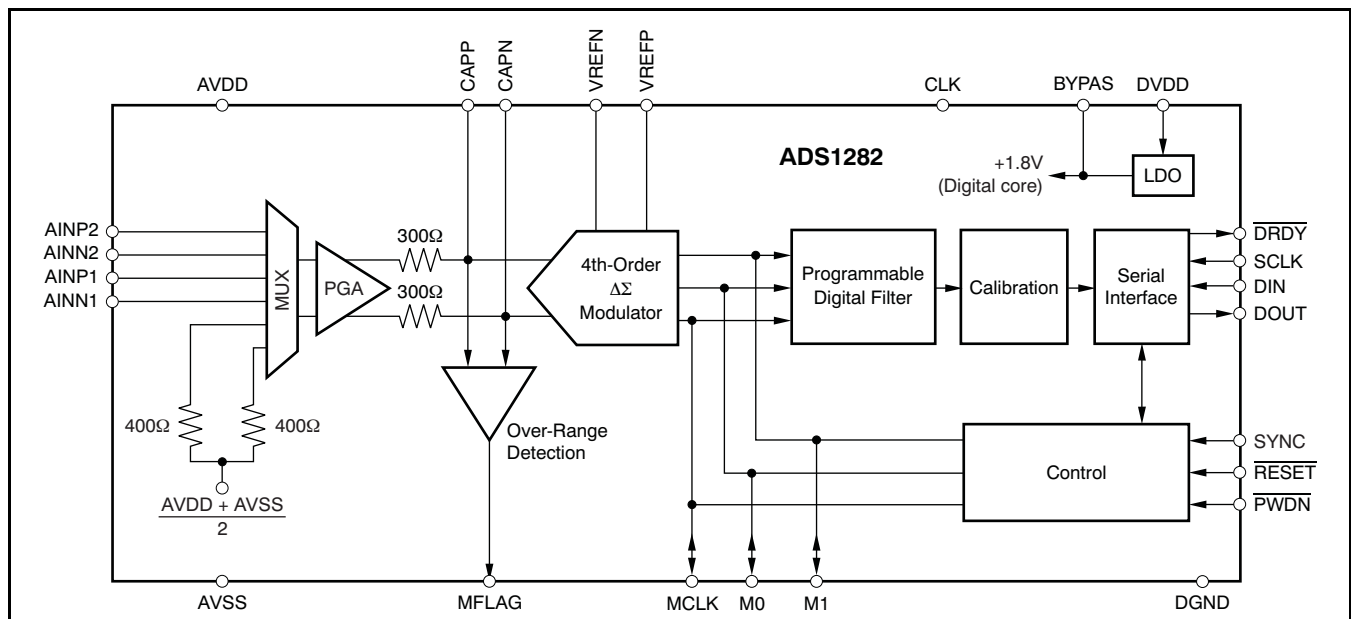 CAPP
CAPN
VREFN
VREFP
AVDD
CLK
BYPAS
DVDD
ADS1282
+1.8V
(Digital core)
LDO
AINP2
AINN2
AINP1
AINN1
MUX
PGA
300Ω
300Ω
4th-Order
ΔΣ
Modulator
Programmable
Digital Filter
Calibration
Serial
Interface
DRDY
SCLK
DIN
DOUT
400Ω
400Ω
AVDD + AVSS
2
Over-Range
Detection
Control
SYNC
RESET
PWDN
AVSS
MFLAG
MCLK
M0
M1
DGND